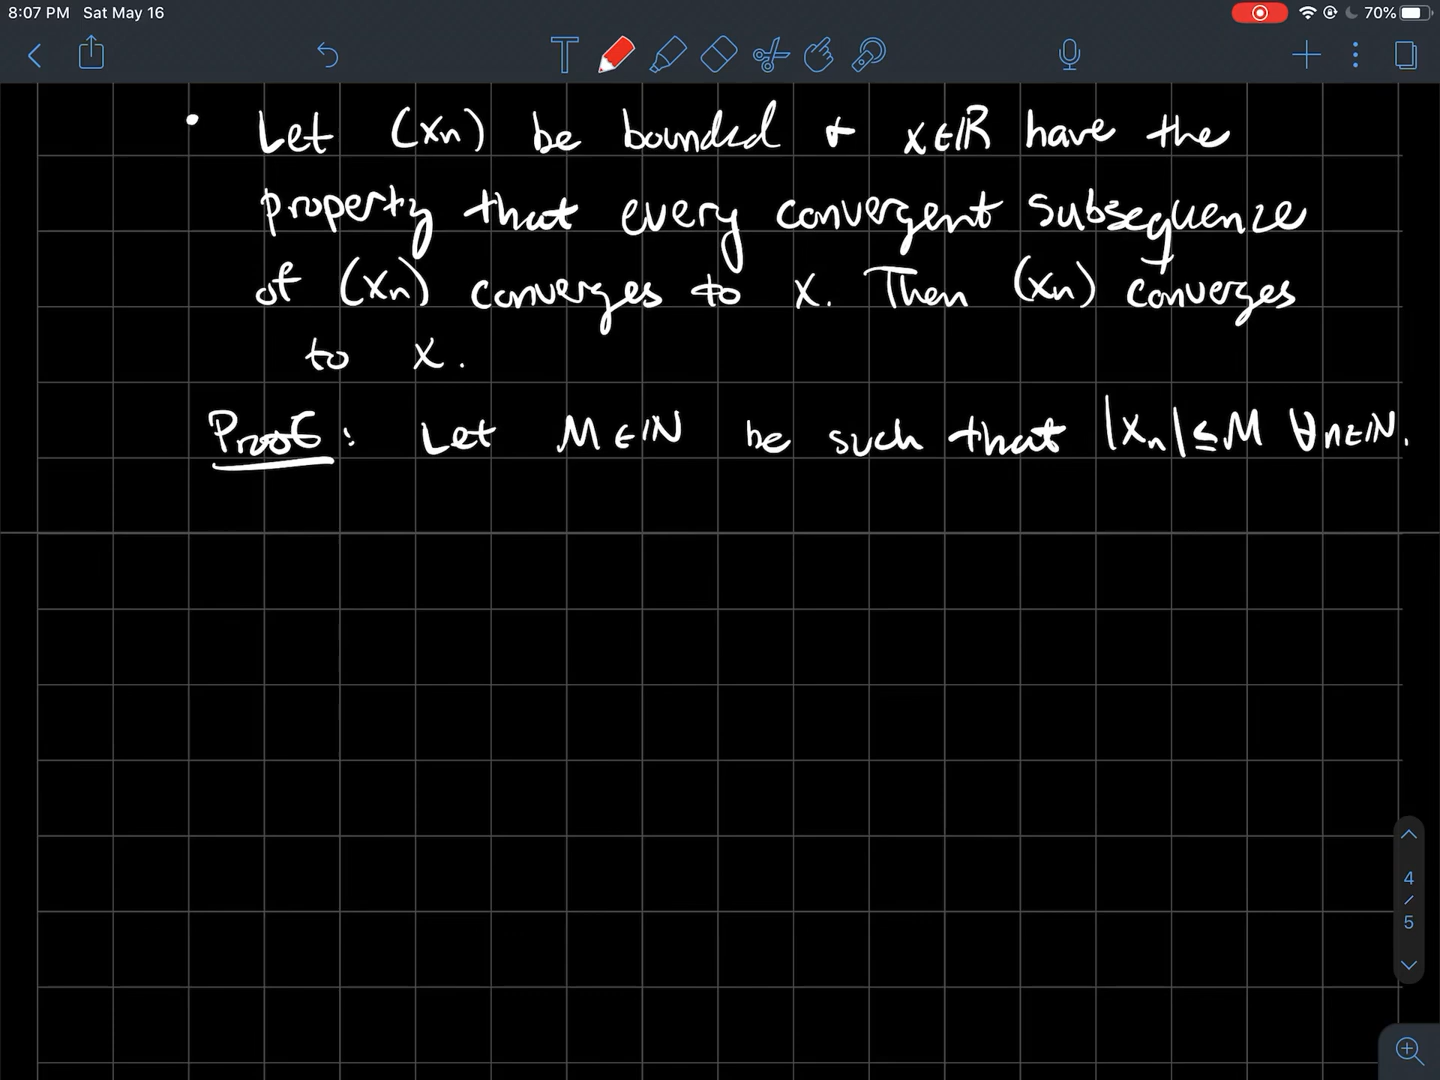 8:07 PM Sat May 16
70%
• Let (xn) be bounded & x∈ℝ have the
property that every convergent subsequence
of (xn) converges to x. Then (xn) converges
to x.
Proof: Let M∈ℕ be such that |xn|≤M ∀n∈ℕ.
4
/
5